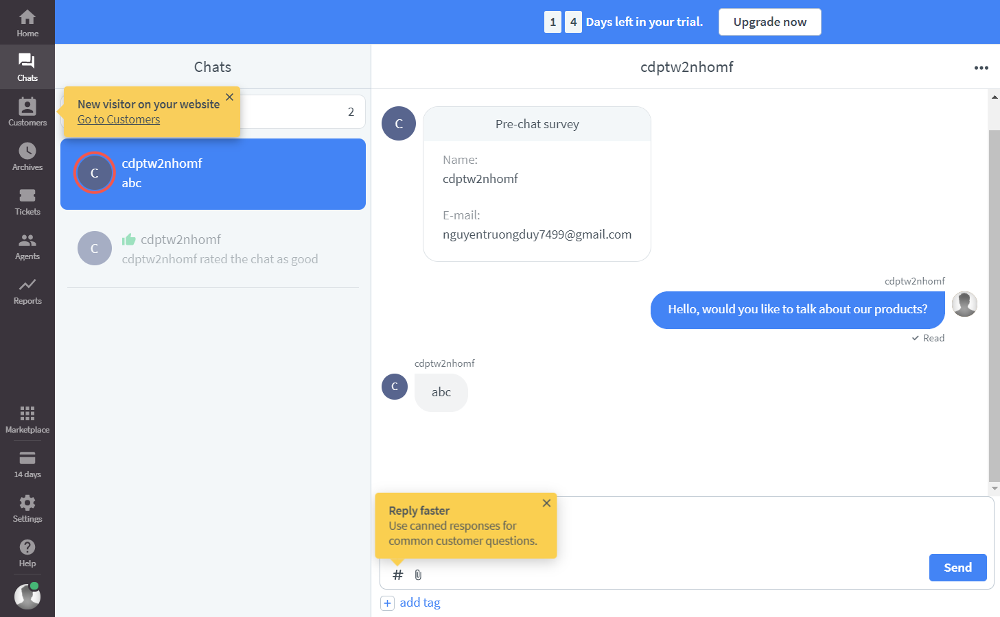 Home
Chats
Customers
Archives
Tickets
Agents
Reports
Marketplace
14 days
Settings
Help
1 4 Days left in your trial.
Upgrade now
Chats
New visitor on your website
Go to Customers
2
C
cdptw2nhomf
abc
C
cdptw2nhomf
cdptw2nhomf rated the chat as good
cdptw2nhomf
C
Pre-chat survey
Name:
cdptw2nhomf
E-mail:
nguyentruongduy7499@gmail.com
cdptw2nhomf
Hello, would you like to talk about our products?
Read
cdptw2nhomf
C
abc
Reply faster
Use canned responses for
common customer questions.
#
Send
+ add tag